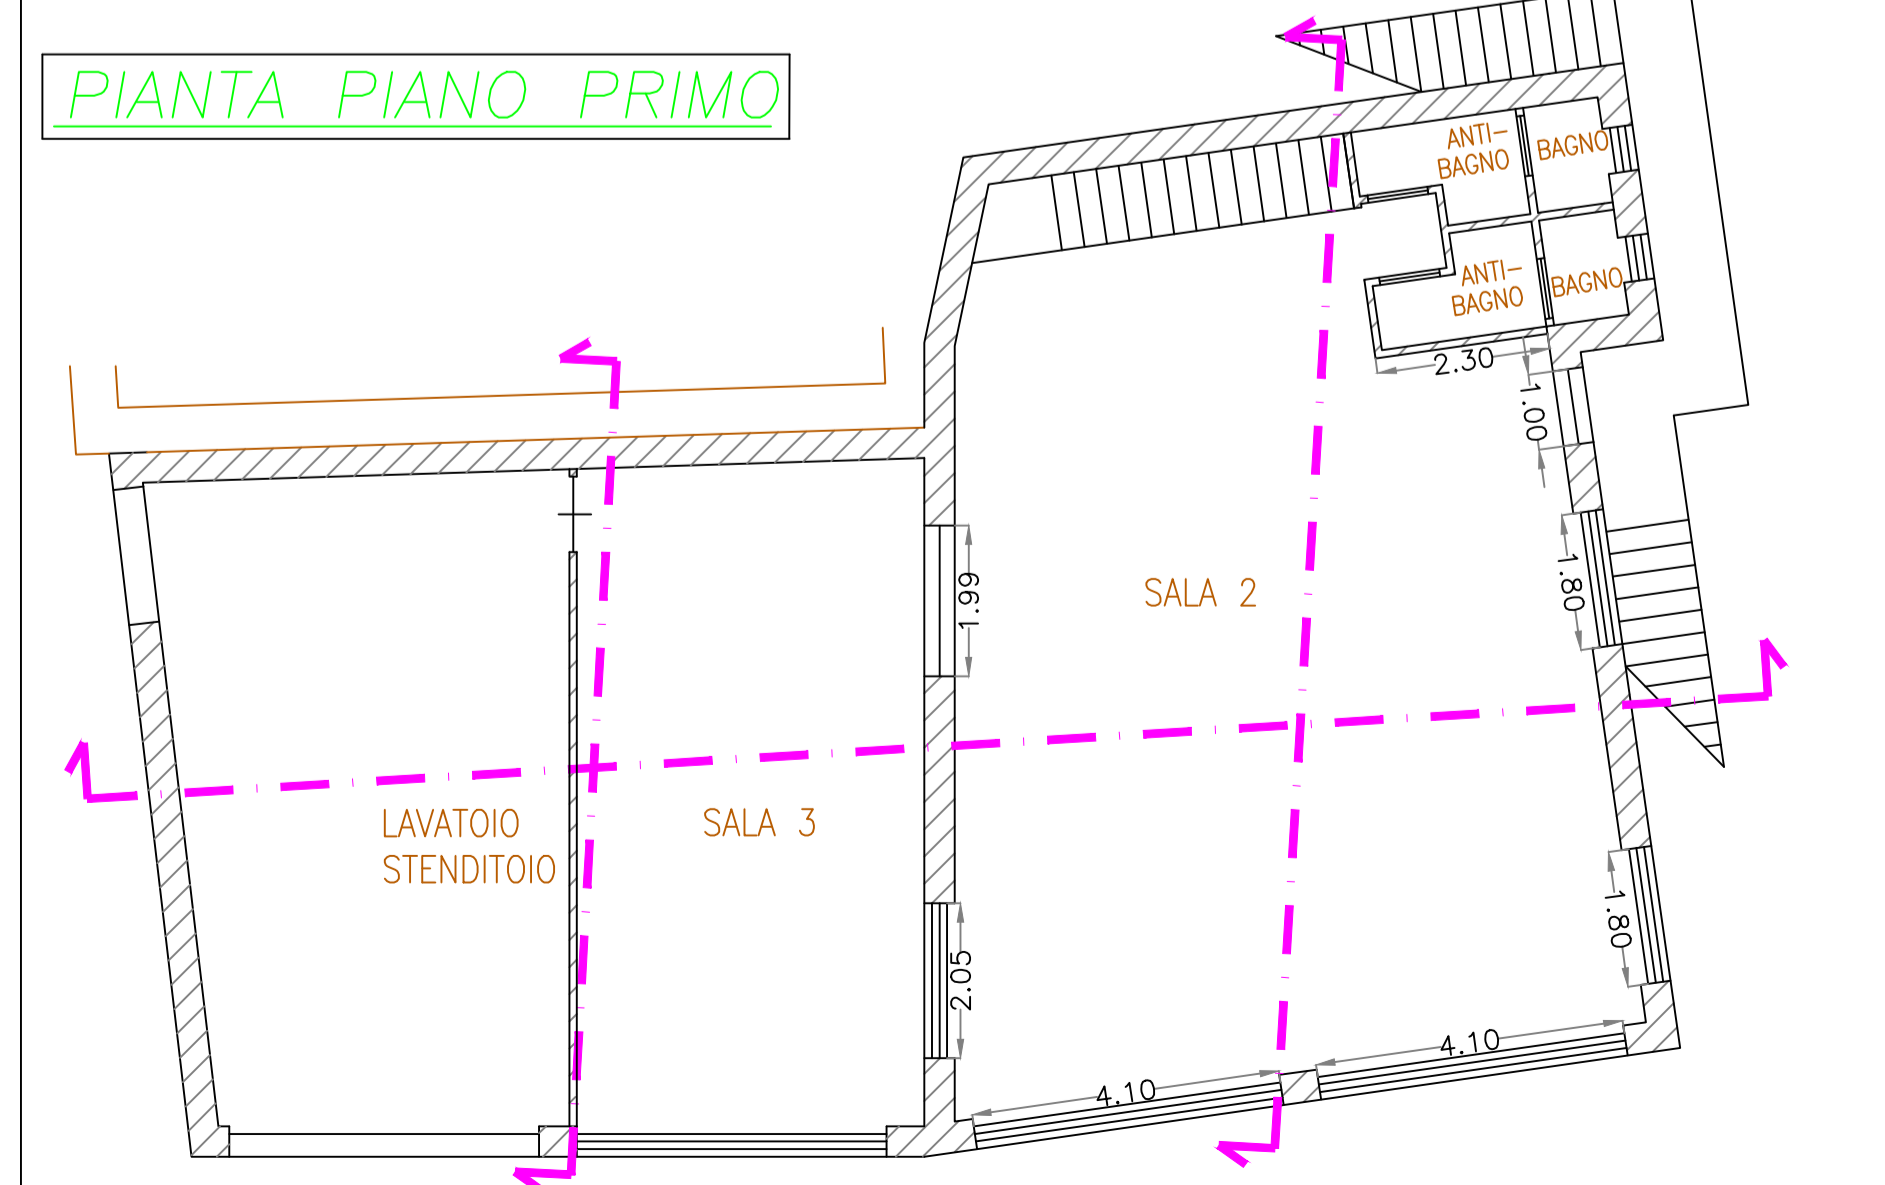 PIANTA PIANO PRIMO
ANTI-
BAGNO
BAGNO
ANTI-
BAGNO
BAGNO
2.30
1.00
1.80
1.99
SALA 2
LAVATOIO
STENDITOIO
SALA 3
2.05
1.80
4.10
4.10